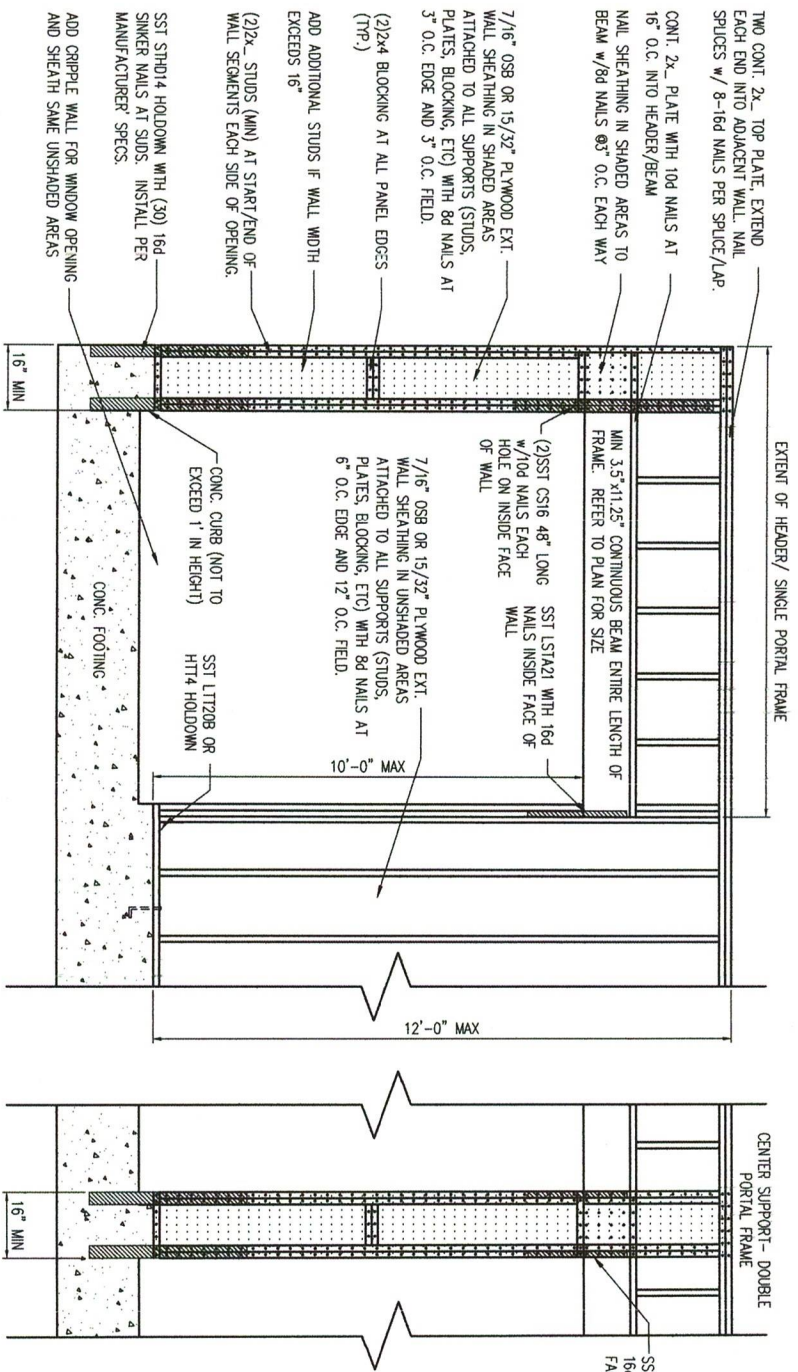 TWO CONT. 2x_ TOP PLATE, EXTEND
EACH END INTO ADJACENT WALL. NAIL
SPLICES w/ 8-16d NAILS PER SPLICE/LAP.
CONT. 2x_ PLATE WITH 10d NAILS AT
16" O.C. INTO HEADER/BEAM
NAIL SHEATHING IN SHADED AREAS TO
BEAM w/8d NAILS @3" O.C. EACH WAY
7/16" OSB OR 15/32" PLYWOOD EXT.
WALL SHEATHING IN SHADED AREAS
ATTACHED TO ALL SUPPORTS (STUDS,
PLATES, BLOCKING, ETC) WITH 8d NAILS AT
3" O.C. EDGE AND 3" O.C. FIELD.
(2)2x4 BLOCKING AT ALL PANEL EDGES
(TYP.)
ADD ADDITIONAL STUDS IF WALL WIDTH
EXCEEDS 16"
(2)2x_ STUDS (MIN) AT START/END OF
WALL SEGMENTS EACH SIDE OF OPENING.
SST STHD14 HOLDOWN WITH (30) 16d
SINKER NAILS AT SUDS. INSTALL PER
MANUFACTURER' SPECS.
ADD CRIPPLE WALL FOR WINDOW OPENING
AND SHEATH SAME UNSHADED AREAS
EXTENT OF HEADER/ SINGLE PORTAL FRAME
MIN 3.5"x11.25" CONTINUOUS BEAM ENTIRE LENGTH OF
FRAME. REFER TO PLAN FOR SIZE
(2)SST CS16 48" LONG
w/10d NAILS EACH
HOLE ON INSIDE FACE
OF WALL
SST LSTA21 WITH 16d
NAILS INSIDE FACE OF
WALL
7/16" OSB OR 15/32" PLYWOOD EXT.
WALL SHEATHING IN UNSHADED AREAS
ATTACHED TO ALL SUPPORTS (STUDS,
PLATES, BLOCKING, ETC) WITH 8d NAILS AT
6" O.C. EDGE AND 12" O.C. FIELD.
10'-0" MAX
CONC. CURB (NOT TO
EXCEED 1' IN HEIGHT)
SST LTT20B OR
HTT4 HOLDOWN
CONC. FOOTING
16" MIN
12'-0" MAX
CENTER SUPPORT- DOUBLE
PORTAL FRAME
16" MIN
SS
16d
FA